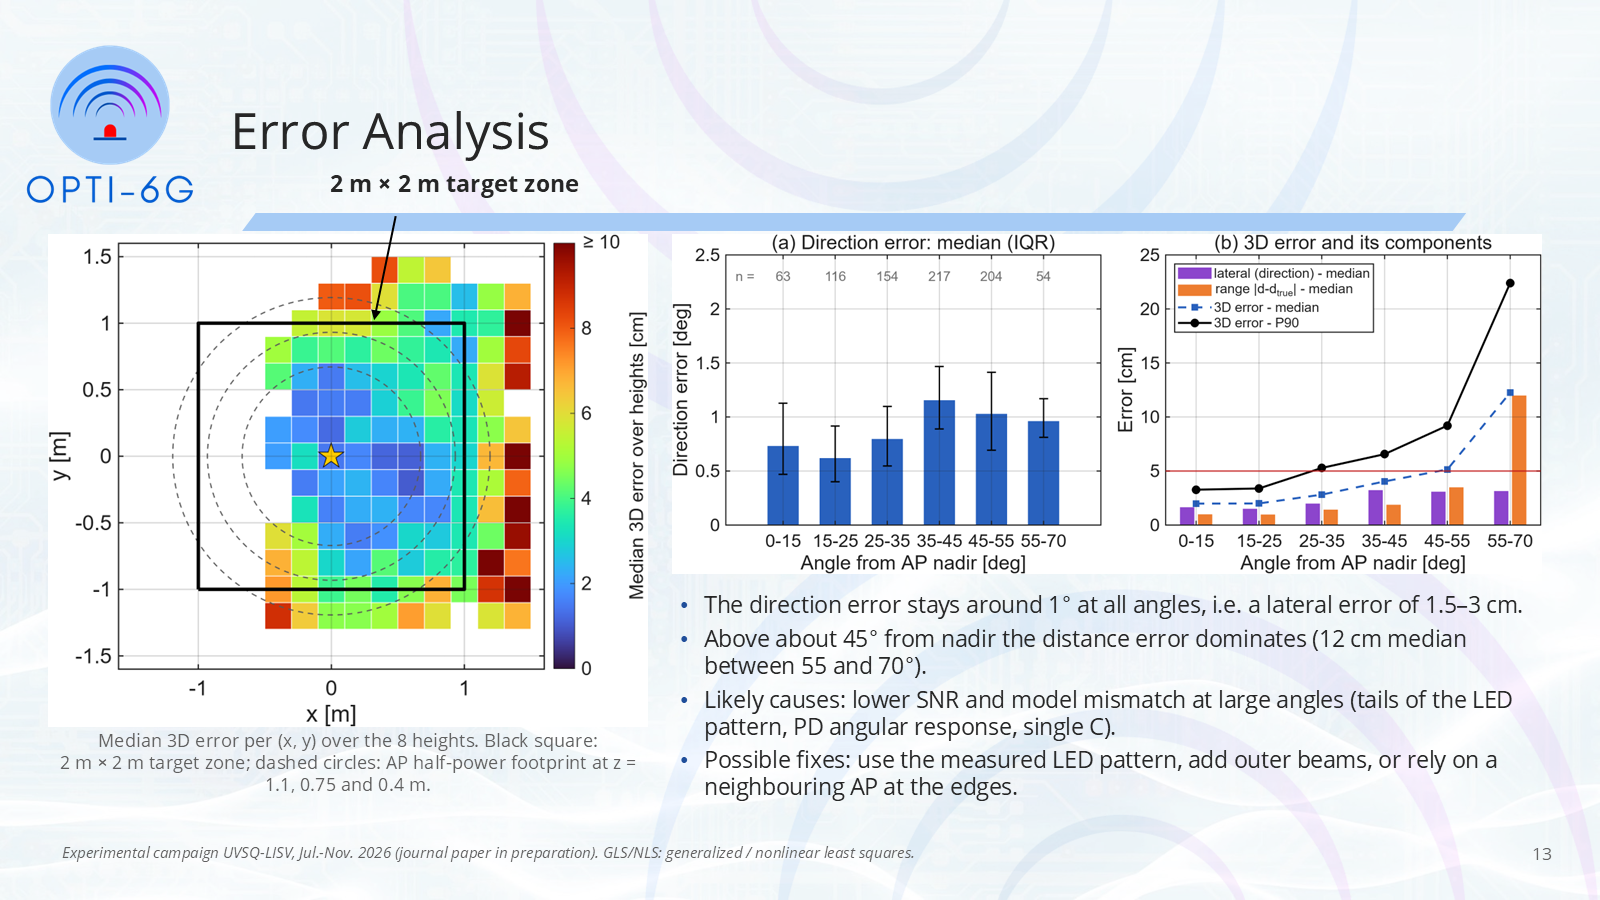 OPTI-6G
Error Analysis
2 m × 2 m target zone
1.5
1
0.5
0
-0.5
-1
-1.5
-1
0
1
x [m]
y [m]
≥ 10
8
6
4
2
0
Median 3D error over heights [cm]
Median 3D error per (x, y) over the 8 heights. Black square:
2 m × 2 m target zone; dashed circles: AP half-power footprint at z =
1.1, 0.75 and 0.4 m.
(a) Direction error: median (IQR)
n = 63 116 154 217 204 54
2.5
2
1.5
1
0.5
0
Direction error [deg]
0-15 15-25 25-35 35-45 45-55 55-70
Angle from AP nadir [deg]
(b) 3D error and its components
lateral (direction) - median
range |d-dtrue| - median
3D error - median
3D error - P90
25
20
15
10
5
0
Error [cm]
0-15 15-25 25-35 35-45 45-55 55-70
Angle from AP nadir [deg]
• The direction error stays around 1° at all angles, i.e. a lateral error of 1.5–3 cm.
• Above about 45° from nadir the distance error dominates (12 cm median
between 55 and 70°).
• Likely causes: lower SNR and model mismatch at large angles (tails of the LED
pattern, PD angular response, single C).
• Possible fixes: use the measured LED pattern, add outer beams, or rely on a
neighbouring AP at the edges.
Experimental campaign UVSQ-LISV, Jul.-Nov. 2026 (journal paper in preparation). GLS/NLS: generalized / nonlinear least squares.
13